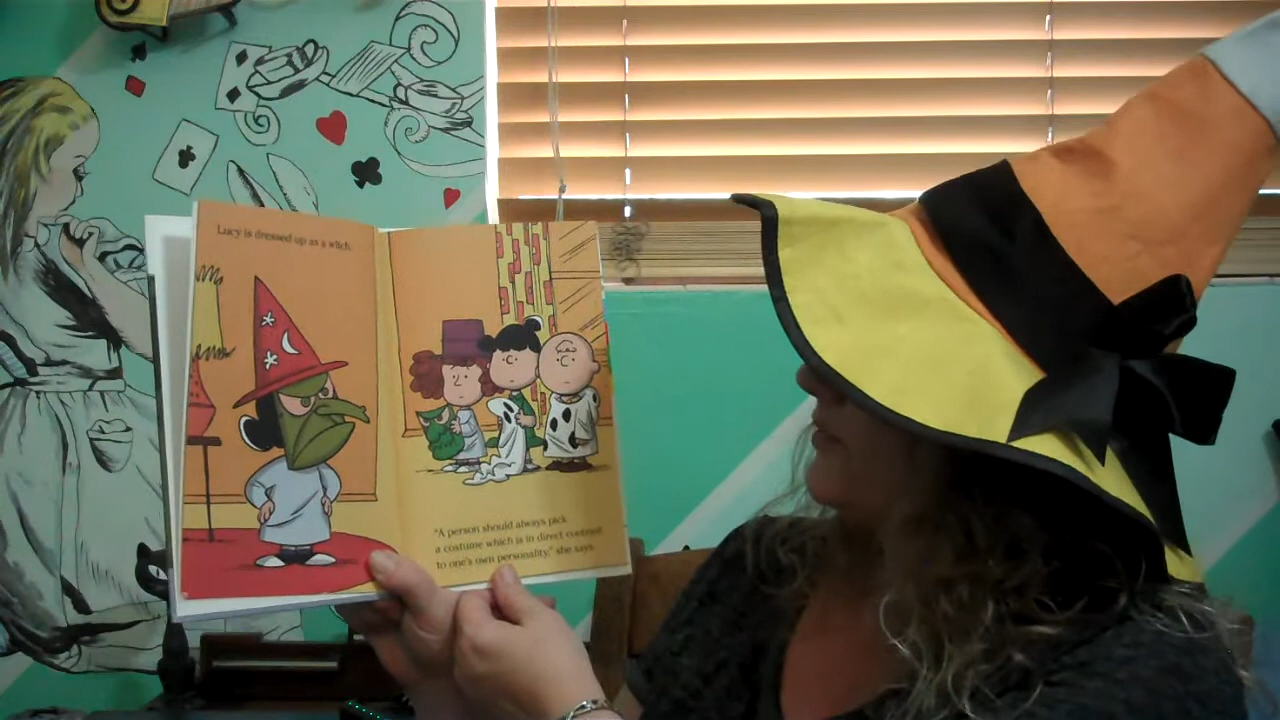 Lucy is dressed up as a witch.
"A person should always pick
a costume which is in direct contrast
to one's own personality," she says.